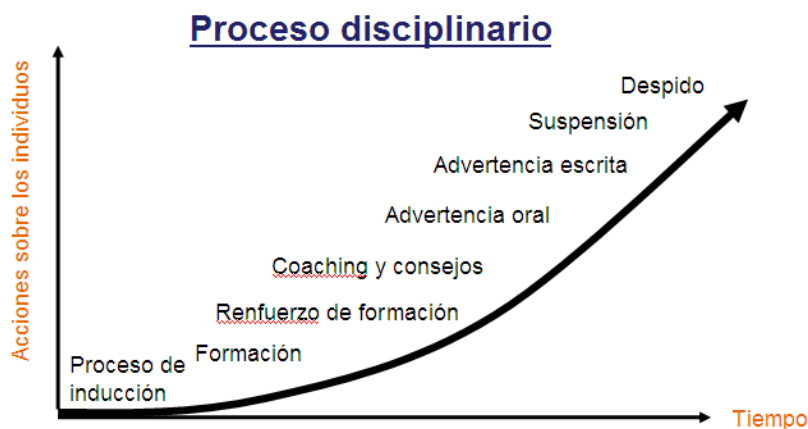 Proceso disciplinario
Acciones sobre los individuos
Despido
Suspensión
Advertencia escrita
Advertencia oral
Coaching y consejos
Renfuerzo de formación
Formación
Proceso de
inducción
Tiempo